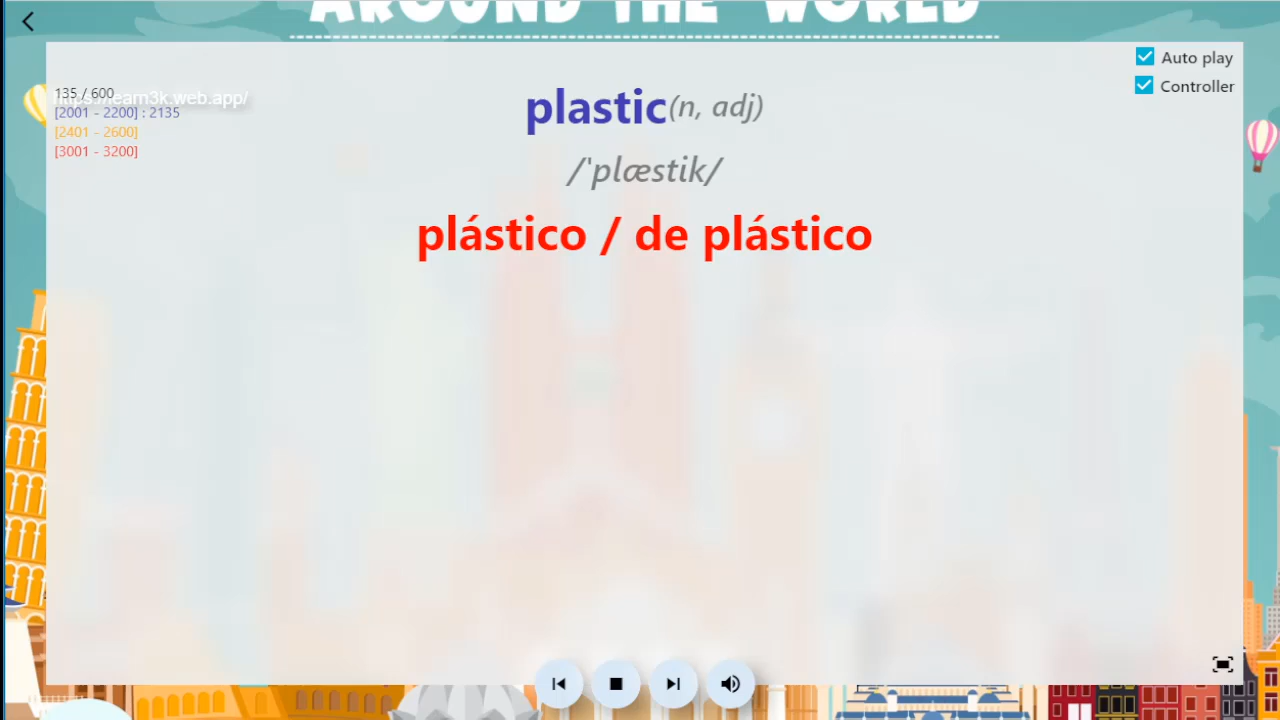 AROUND THE WORLD
Auto play
Controller
135 / 600
https://learn3k.web.app/
[2001 - 2200] : 2135
[2401 - 2600]
[3001 - 3200]
plastic(n, adj)
/'plæstik/
plástico / de plástico